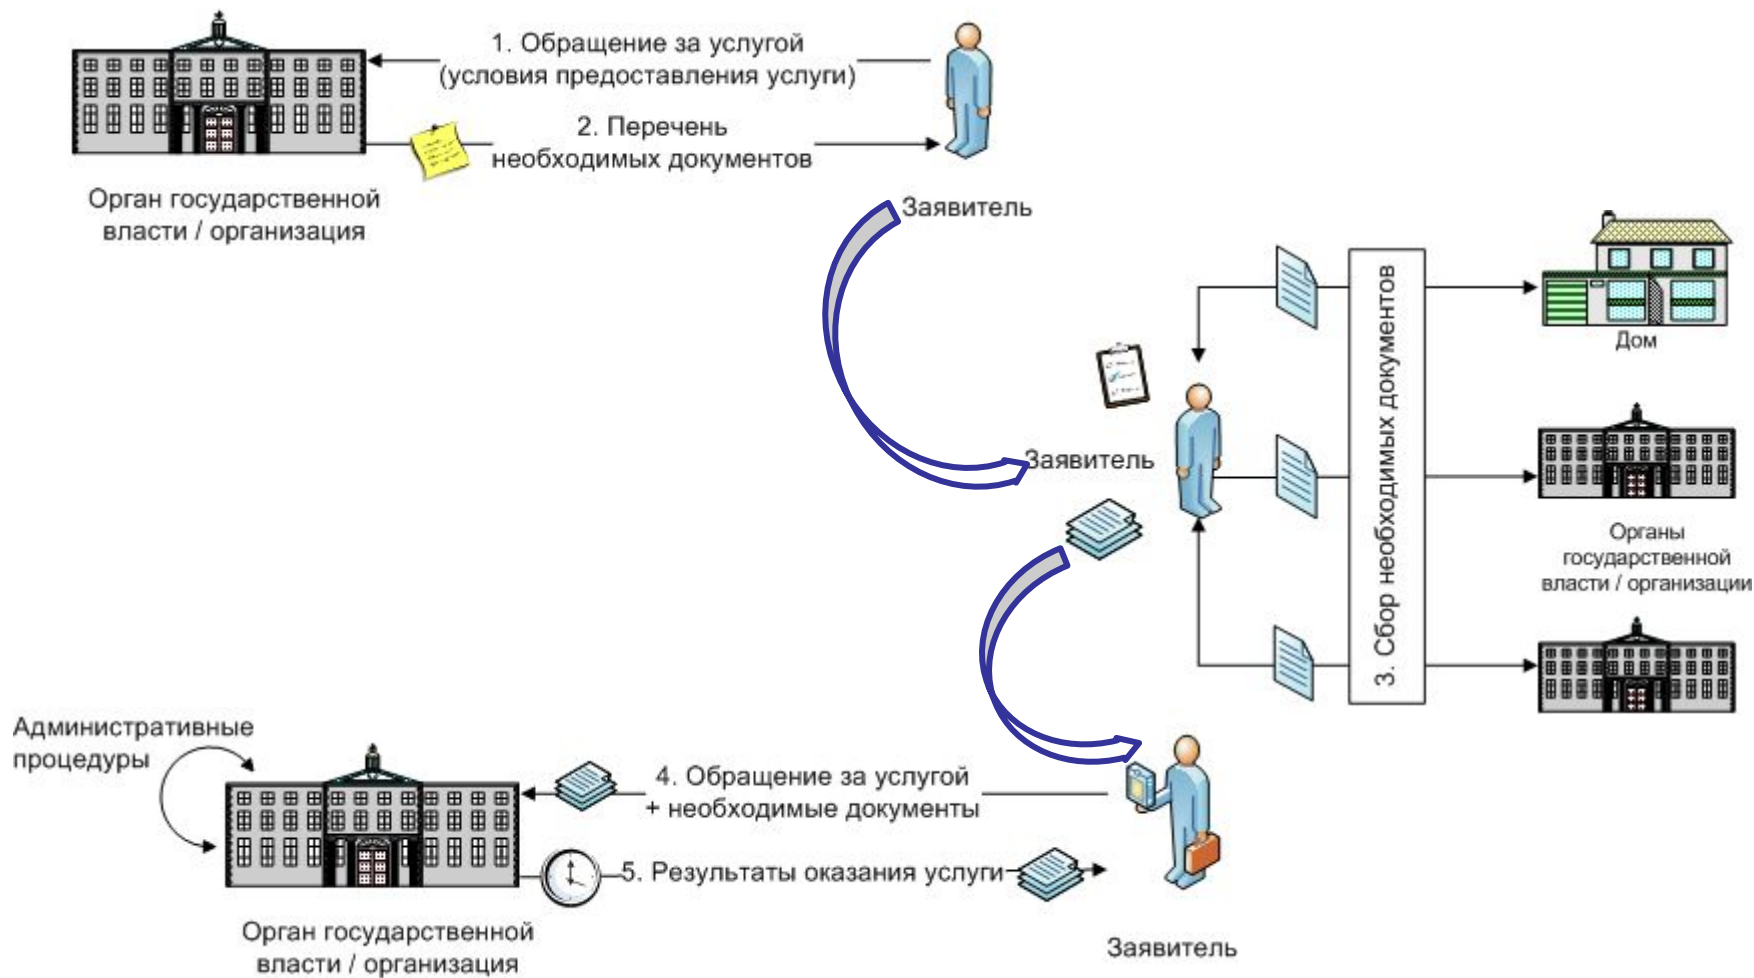 1. Обращение за услугой
(условия предоставления услуги)
2. Перечень
необходимых документов
Орган государственной
власти / организация
Заявитель
3. Сбор необходимых документов
Дом
Заявитель
Органы
государственной
власти / организации
Административные
процедуры
4. Обращение за услугой
+ необходимые документы
5. Результаты оказания услуги
Орган государственной
власти / организация
Заявитель